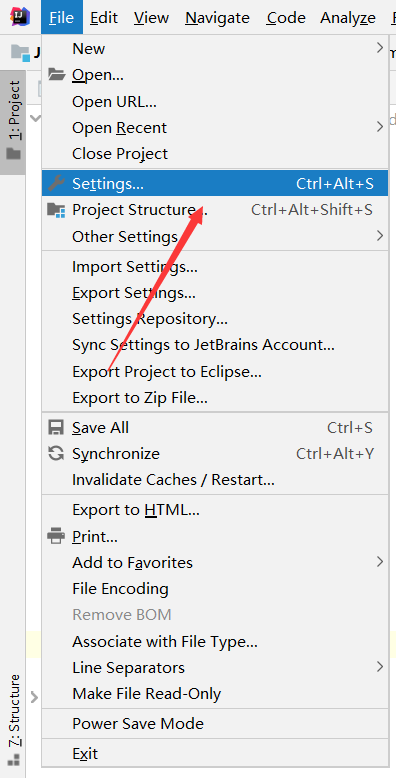 IJ
File Edit View Navigate Code Analyze
J
New
Open...
Open URL...
Open Recent
Close Project
Settings... Ctrl+Alt+S
Project Structure... Ctrl+Alt+Shift+S
Other Settings
Import Settings...
Export Settings...
Settings Repository...
Sync Settings to JetBrains Account...
Export Project to Eclipse...
Export to Zip File...
Save All Ctrl+S
Synchronize Ctrl+Alt+Y
Invalidate Caches / Restart...
Export to HTML...
Print...
Add to Favorites
File Encoding
Remove BOM
Associate with File Type...
Line Separators
Make File Read-Only
Power Save Mode
Exit
1: Project
7: Structure